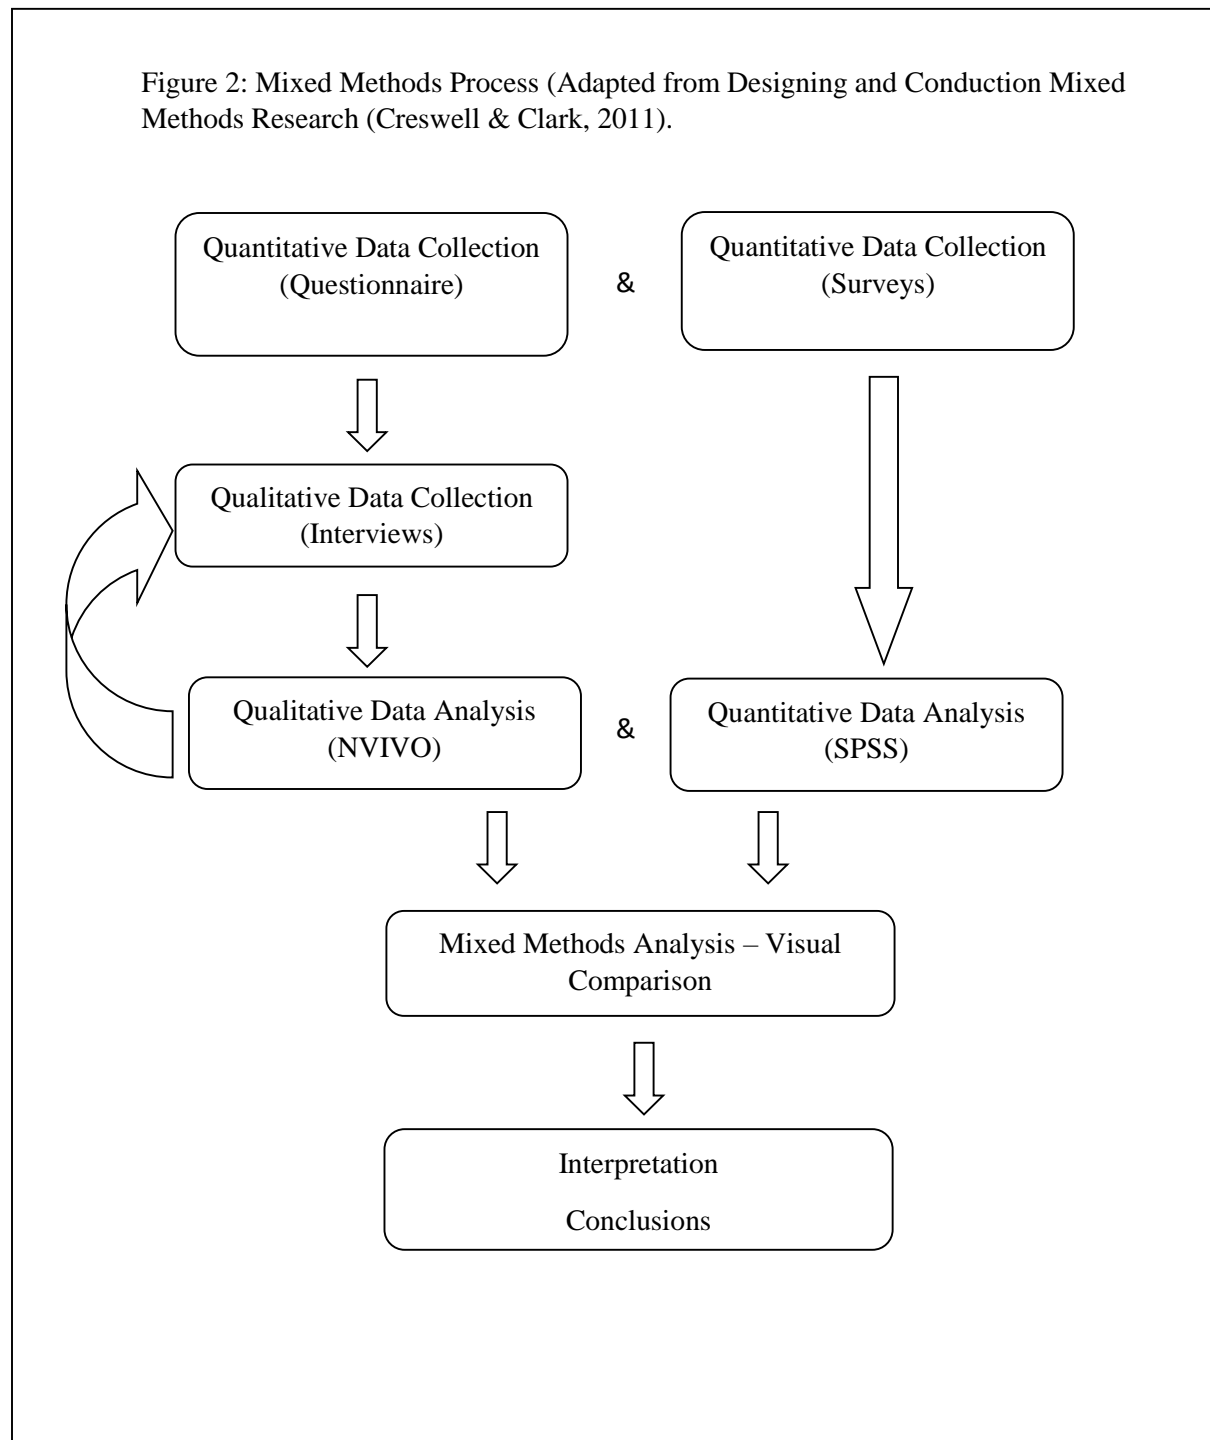 Figure 2: Mixed Methods Process (Adapted from Designing and Conduction Mixed
Methods Research (Creswell & Clark, 2011).
Quantitative Data Collection
(Questionnaire)
&
Quantitative Data Collection
(Surveys)
Qualitative Data Collection
(Interviews)
Qualitative Data Analysis
(NVIVO)
&
Quantitative Data Analysis
(SPSS)
Mixed Methods Analysis – Visual
Comparison
Interpretation
Conclusions